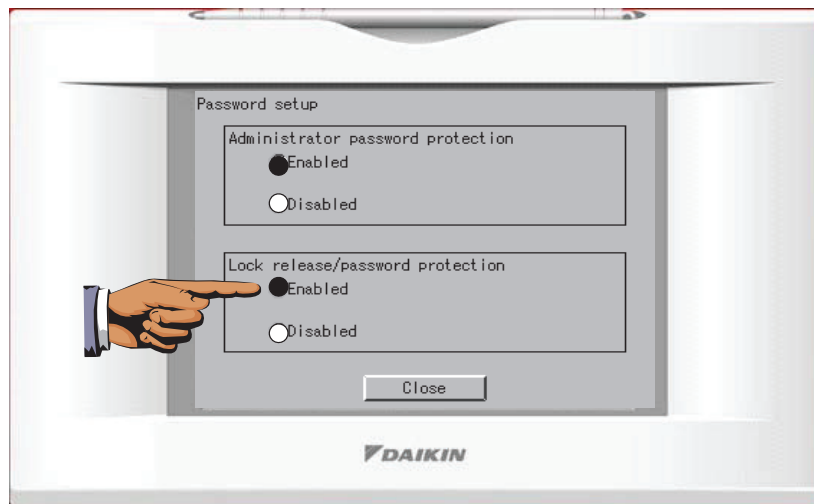 Password setup
Administrator password protection
Enabled
Disabled
Lock release/password protection
Enabled
Disabled
Close
DAIKIN